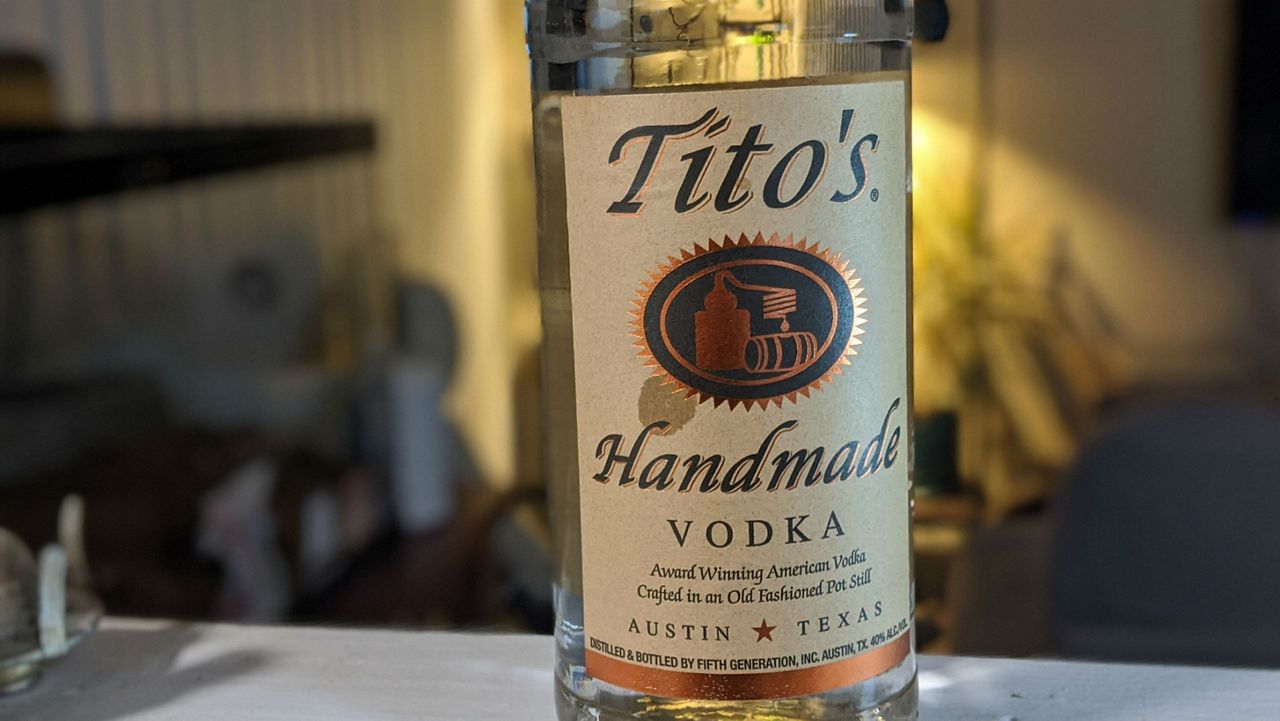 Tito's®
Handmade
VODKA
Award Winning American Vodka
Crafted in an Old Fashioned Pot Still
AUSTIN ★ TEXAS
DISTILLED & BOTTLED BY FIFTH GENERATION, INC. AUSTIN, TX. 40% ALC./VOL.